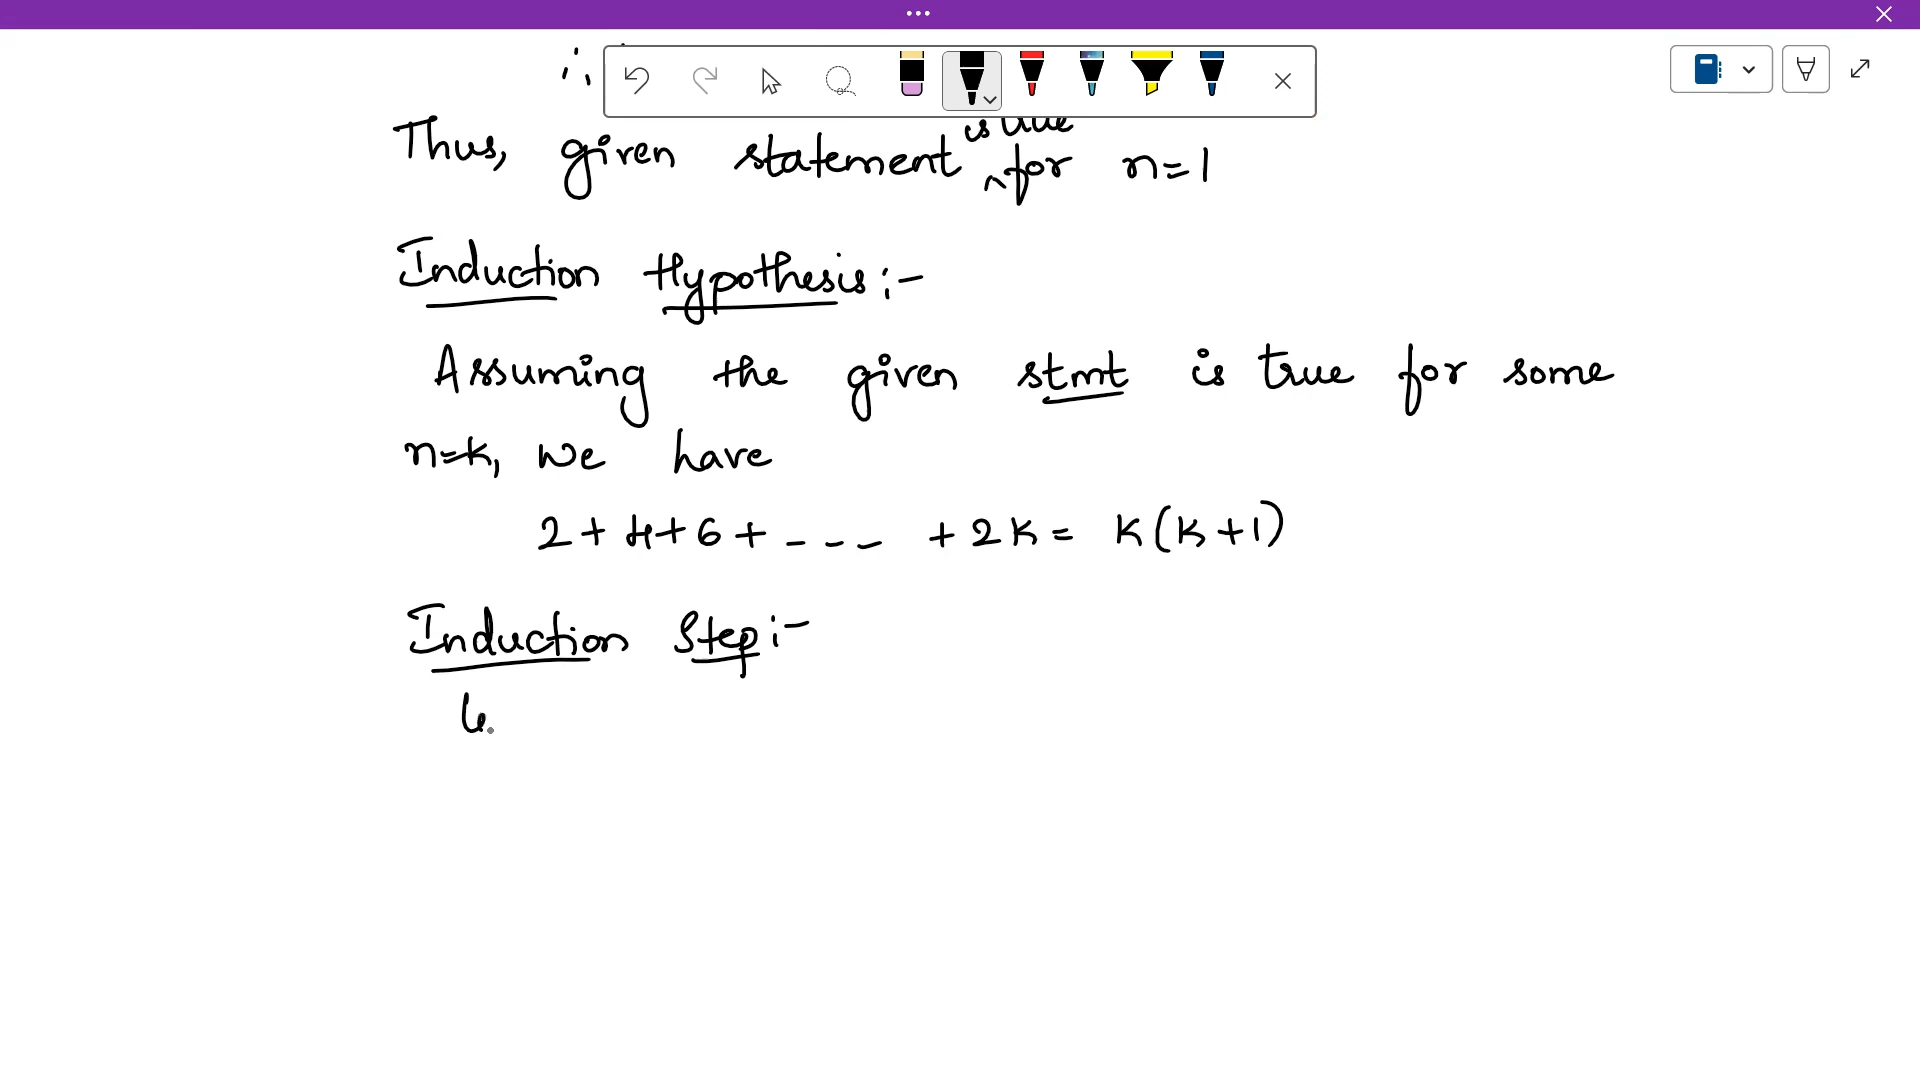 is true
Thus, given statement ^ for n=1
Induction Hypothesis:-
Assuming the given stmt is true for some
n=k, we have
2+4+6+--- +2k= k(k+1)
Induction Step:-